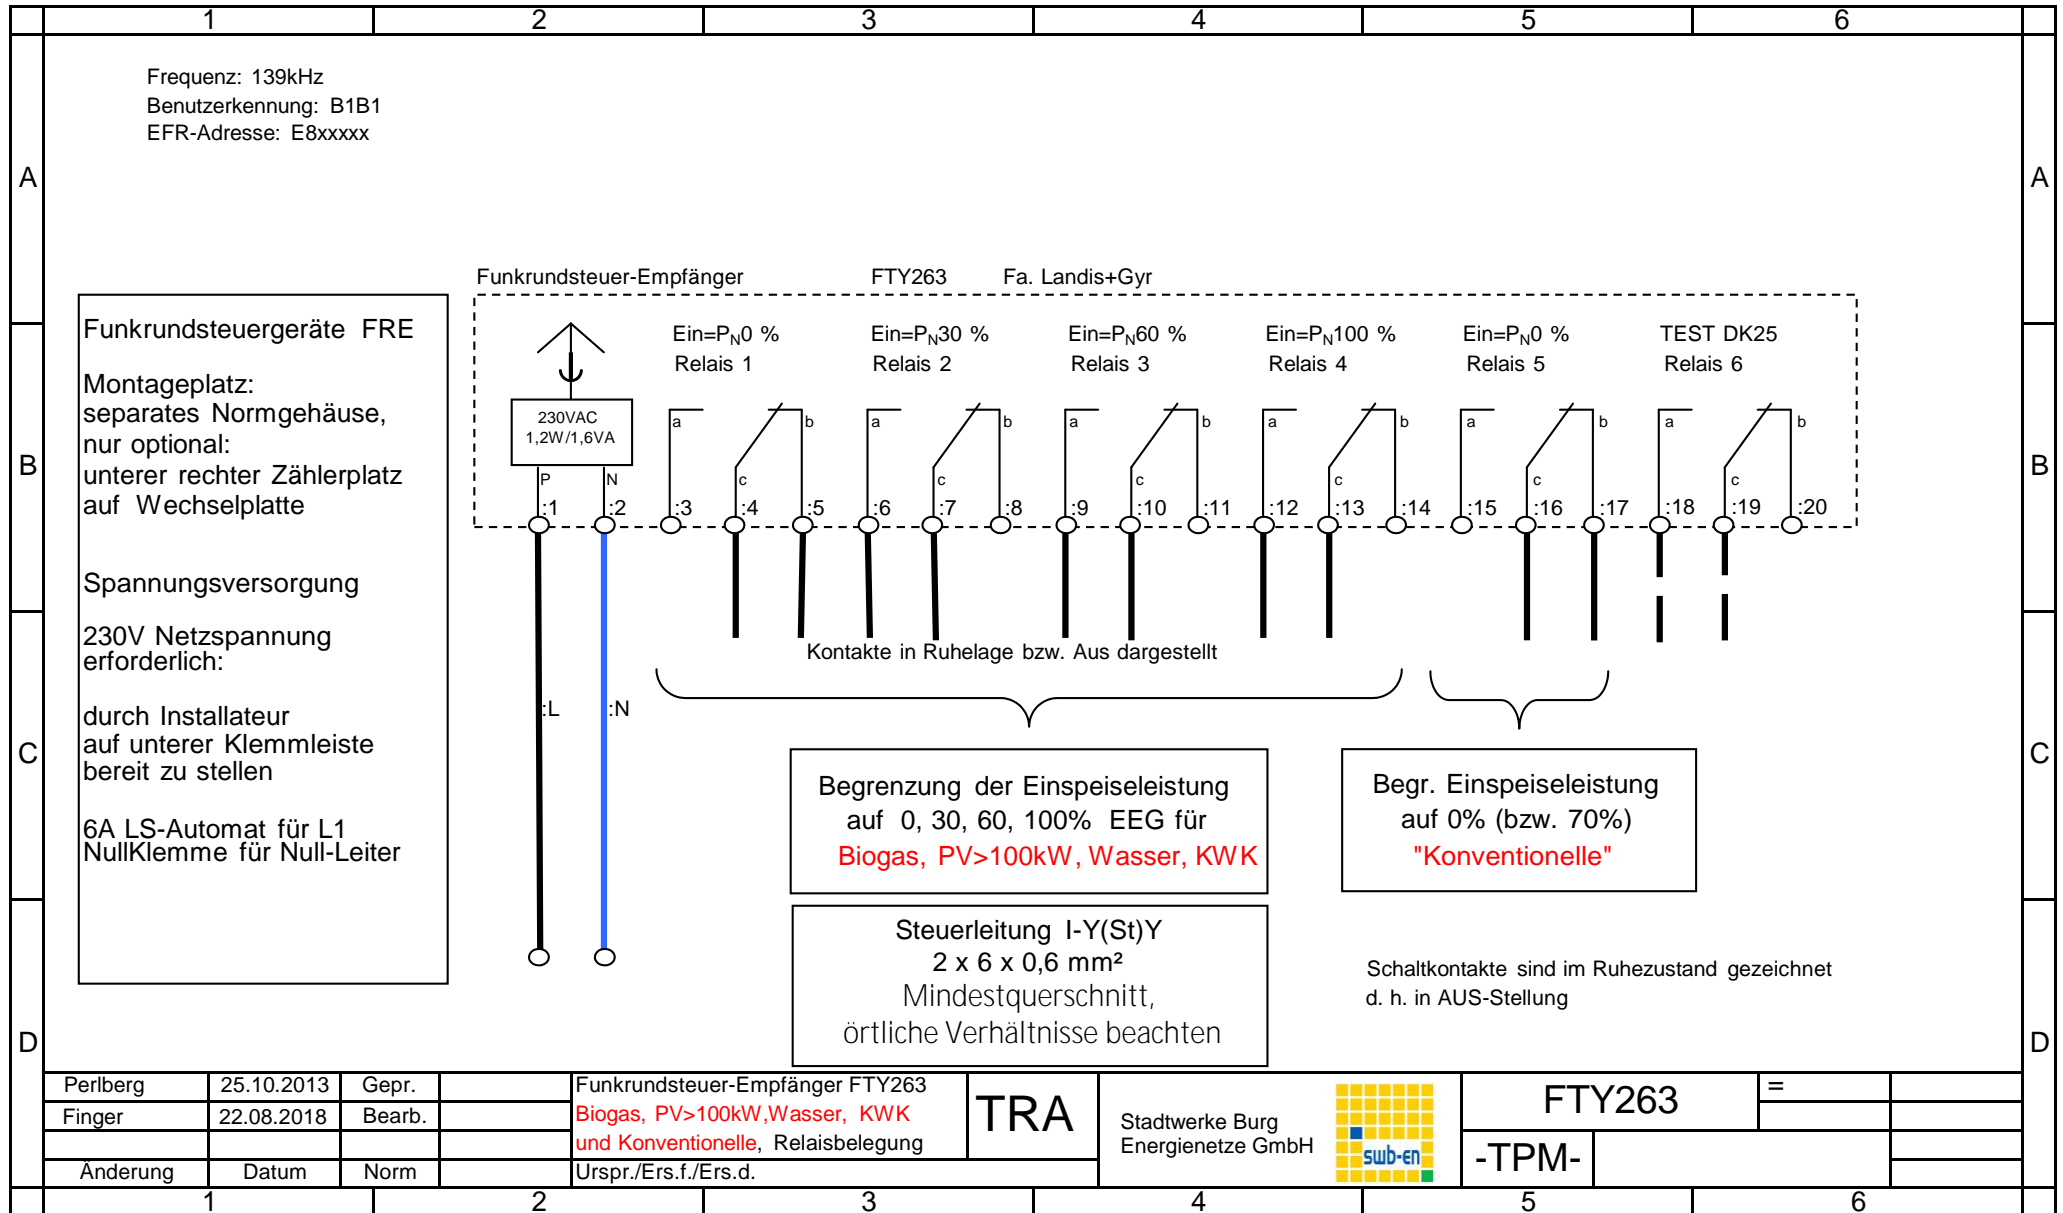 1 2 3 4 5 6
Frequenz: 139kHz
Benutzerkennung: B1B1
EFR-Adresse: E8xxxxx
A A
Funkrundsteuer-Empfänger FTY263 Fa. Landis+Gyr
Funkrundsteuergeräte FRE
Montageplatz:
separates Normgehäuse,
nur optional:
unterer rechter Zählerplatz
auf Wechselplatte
Spannungsversorgung
230V Netzspannung
erforderlich:
durch Installateur
auf unterer Klemmleiste
bereit zu stellen
6A LS-Automat für L1
NullKlemme für Null-Leiter
Ein=PN0 % Ein=PN30 % Ein=PN60 % Ein=PN100 % Ein=PN0 % TEST DK25
Relais 1 Relais 2 Relais 3 Relais 4 Relais 5 Relais 6
230VAC
1,2W/1,6VA
a b a b a b a b a b a b
B B
P N c c c c c c
:1 :2 :3 :4 :5 :6 :7 :8 :9 :10 :11 :12 :13 :14 :15 :16 :17 :18 :19 :20
Kontakte in Ruhelage bzw. Aus dargestellt
:L :N
C C
Begrenzung der Einspeiseleistung
auf 0, 30, 60, 100% EEG für
Biogas, PV>100kW, Wasser, KWK
Begr. Einspeiseleistung
auf 0% (bzw. 70%)
"Konventionelle"
Steuerleitung I-Y(St)Y
2 x 6 x 0,6 mm²
Mindestquerschnitt,
örtliche Verhältnisse beachten
Schaltkontakte sind im Ruhezustand gezeichnet
d. h. in AUS-Stellung
D D
Perlberg 25.10.2013 Gepr.
Finger 22.08.2018 Bearb.
Änderung Datum Norm
Funkrundsteuer-Empfänger FTY263
Biogas, PV>100kW,Wasser, KWK
und Konventionelle, Relaisbelegung
Urspr./Ers.f./Ers.d.
TRA
Stadtwerke Burg
Energienetze GmbH
swb-en
FTY263
=
-TPM-
1 2 3 4 5 6